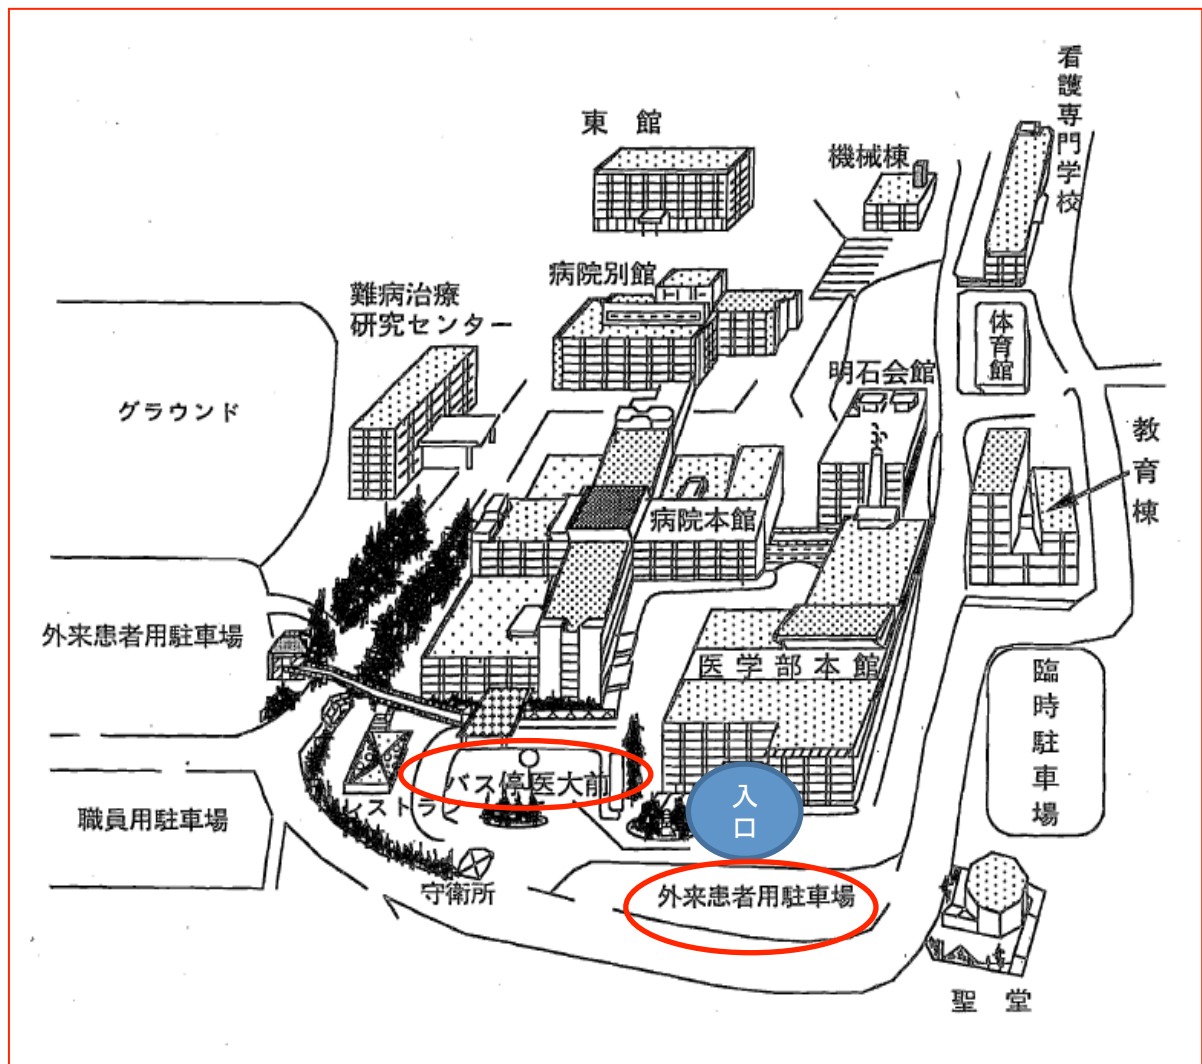 看護専門学校
東館
機械棟
病院別館
難病治療
研究センター
体育館
明石会館
グラウンド
教育棟
病院本館
外来患者用駐車場
医学部本館
臨時駐車場
バス停医大前
入口
レストラン
職員用駐車場
守衛所
外来患者用駐車場
聖堂